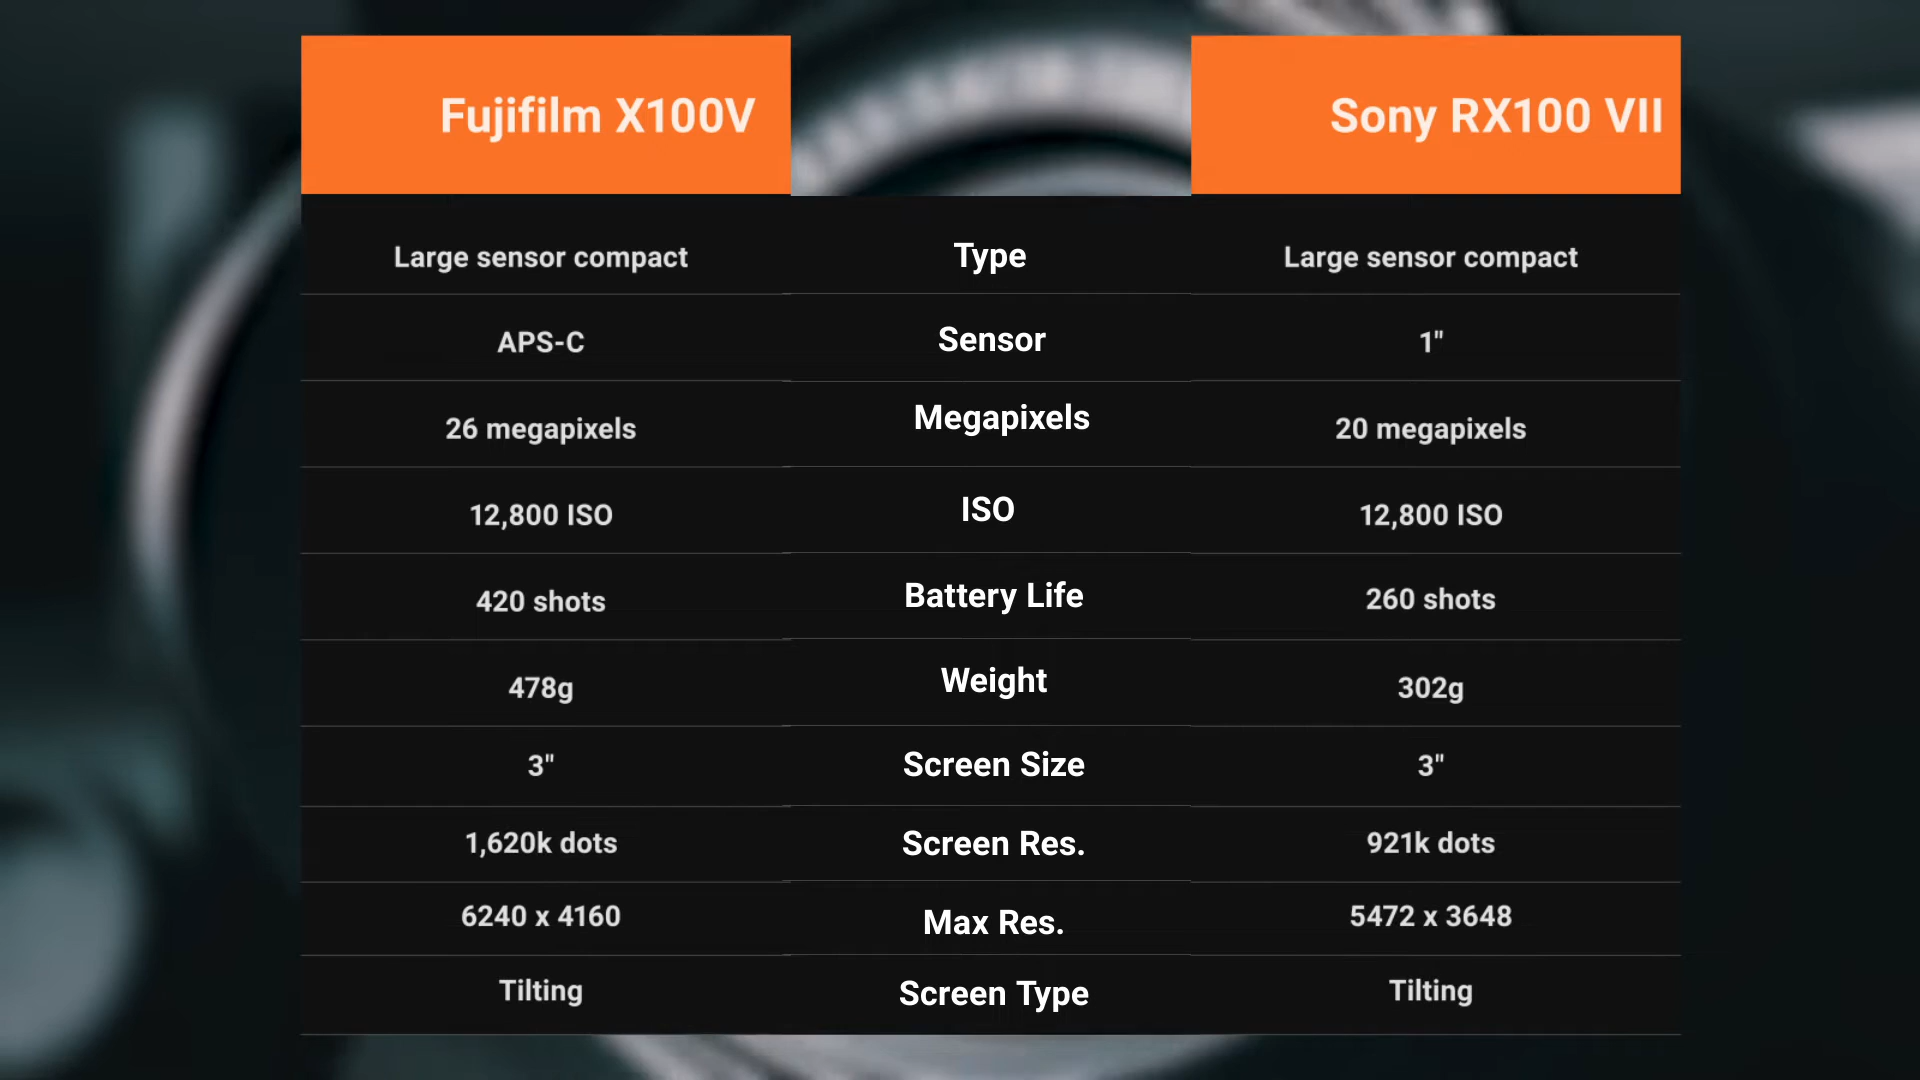 Fujifilm X100V Sony RX100 VII
Large sensor compact Type Large sensor compact
APS-C Sensor 1"
26 megapixels Megapixels 20 megapixels
12,800 ISO ISO 12,800 ISO
420 shots Battery Life 260 shots
478g Weight 302g
3" Screen Size 3"
1,620k dots Screen Res. 921k dots
6240 x 4160 Max Res. 5472 x 3648
Tilting Screen Type Tilting